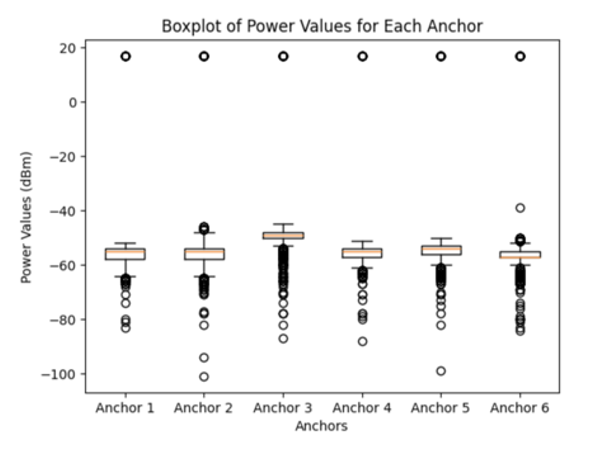 Boxplot of Power Values for Each Anchor
20
0
−20
−40
−60
−80
−100
Power Values (dBm)
Anchor 1 Anchor 2 Anchor 3 Anchor 4 Anchor 5 Anchor 6
Anchors